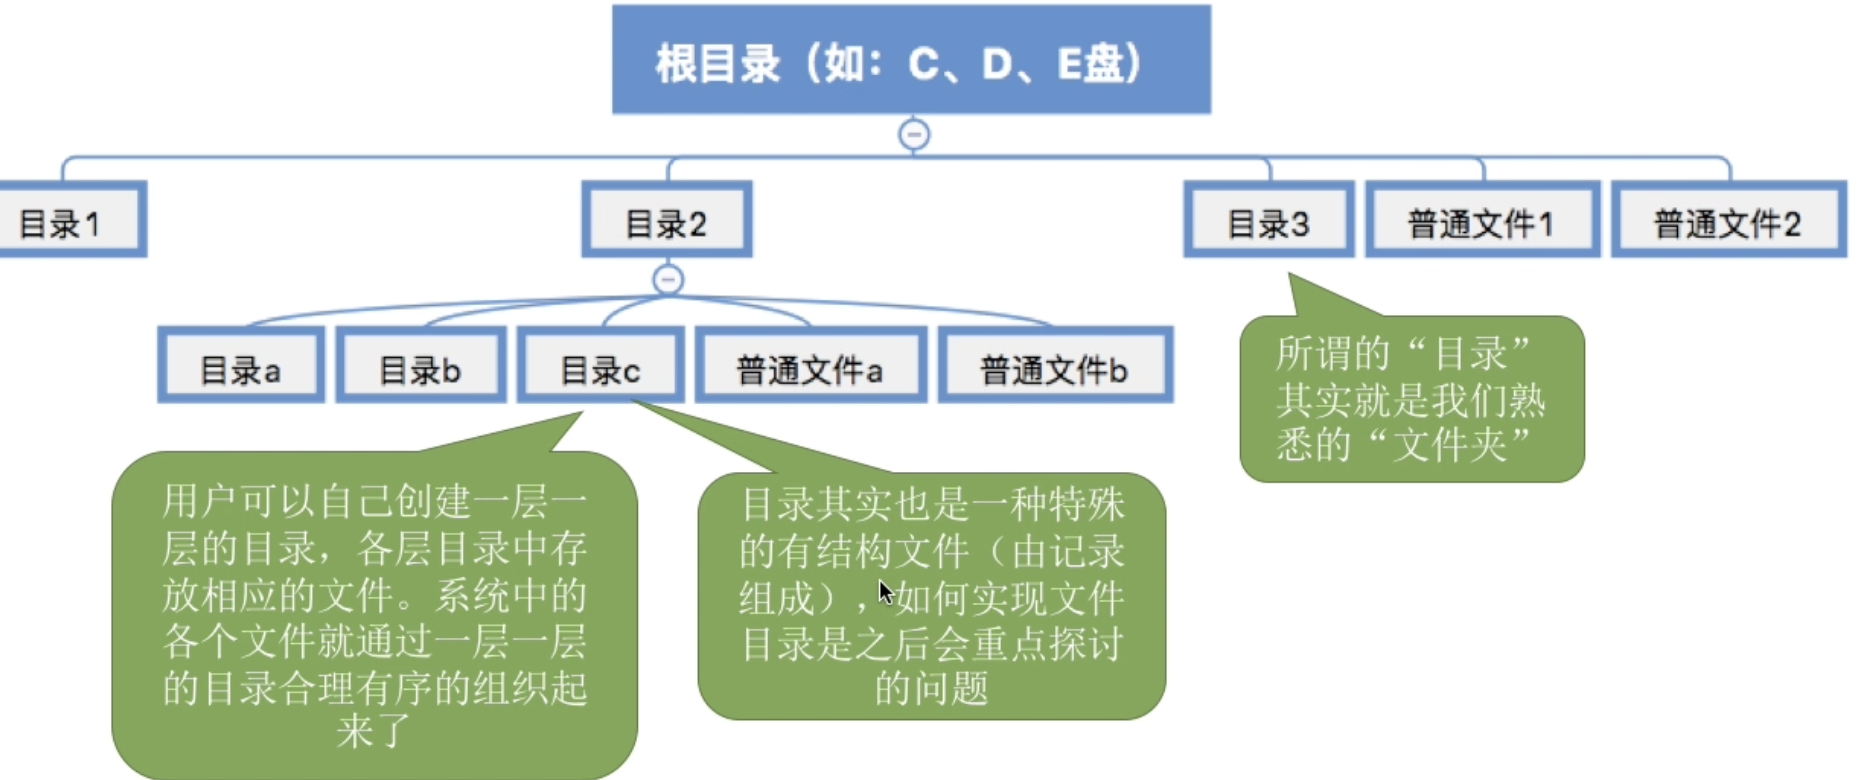 根目录（如：C、D、E盘）
目录1
目录2
目录3
普通文件1
普通文件2
目录a
目录b
目录c
普通文件a
普通文件b
所谓的“目录”
其实就是我们熟
悉的“文件夹”
用户可以自己创建一层一
层的目录，各层目录中存
放相应的文件。系统中的
各个文件就通过一层一层
的目录合理有序的组织起
来了
目录其实也是一种特殊
的有结构文件（由记录
组成），如何实现文件
目录是之后会重点探讨
的问题